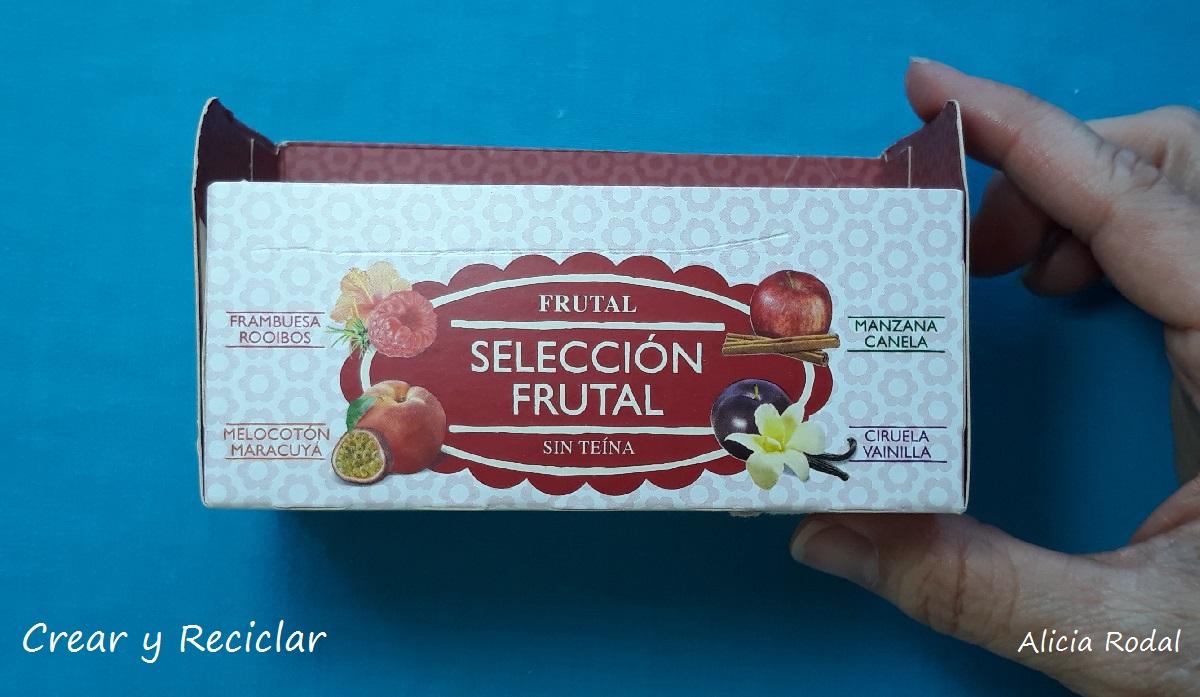 FRUTAL
SELECCIÓN
FRUTAL
SIN TEÍNA
FRAMBUESA
ROOIBOS
MELOCOTÓN
MARACUYÁ
MANZANA
CANELA
CIRUELA
VAINILLA
Crear y Reciclar
Alicia Rodal